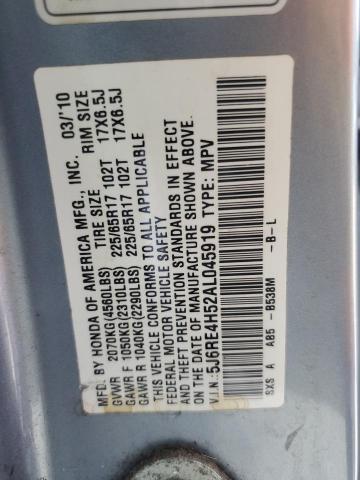 MFD. BY HONDA OF AMERICA MFG., INC. 03/'10
TIRE SIZE RIM SIZE
GVWR 2070KG(4560LBS)
GAWR F 1050KG(2310LBS) 225/65R17 102T 17X6.5J
GAWR R 1040KG(2290LBS) 225/65R17 102T 17X6.5J
THIS VEHICLE CONFORMS TO ALL APPLICABLE
FEDERAL MOTOR VEHICLE SAFETY
AND THEFT PREVENTION STANDARDS IN EFFECT
ON THE DATE OF MANUFACTURE SHOWN ABOVE.
V.I.N.:5J6RE4H52AL045919 TYPE: MPV
SXS A A85 -B538M -B-L